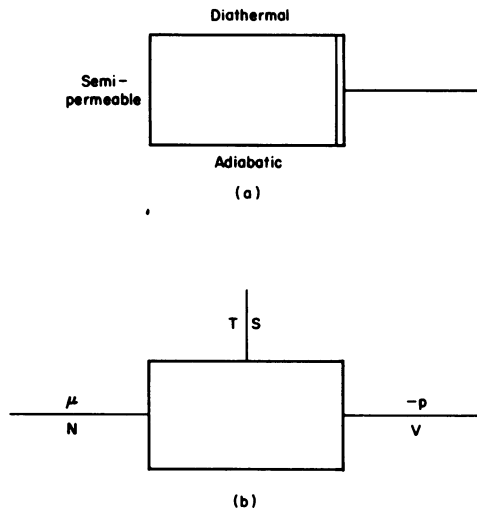 Diathermal
Semi-
permeable
Adiabatic
(a)
T S
μ
N
-p
V
(b)